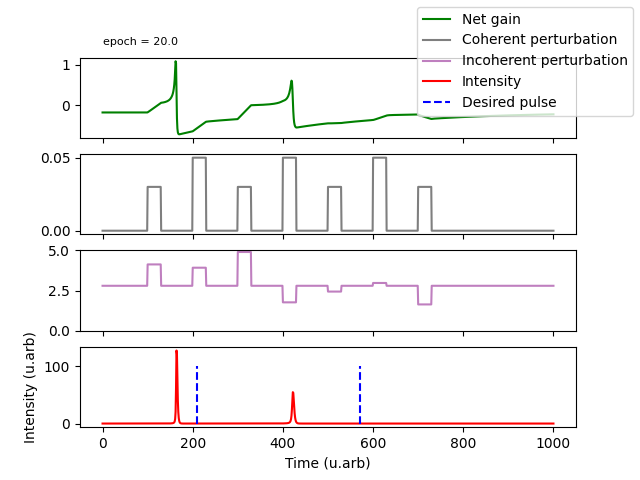 Net gain
Coherent perturbation
Incoherent perturbation
Intensity
Desired pulse
epoch = 20.0
1
0
0.05
0.00
5.0
2.5
0.0
100
0
Intensity (u.arb)
0 200 400 600 800 1000
Time (u.arb)